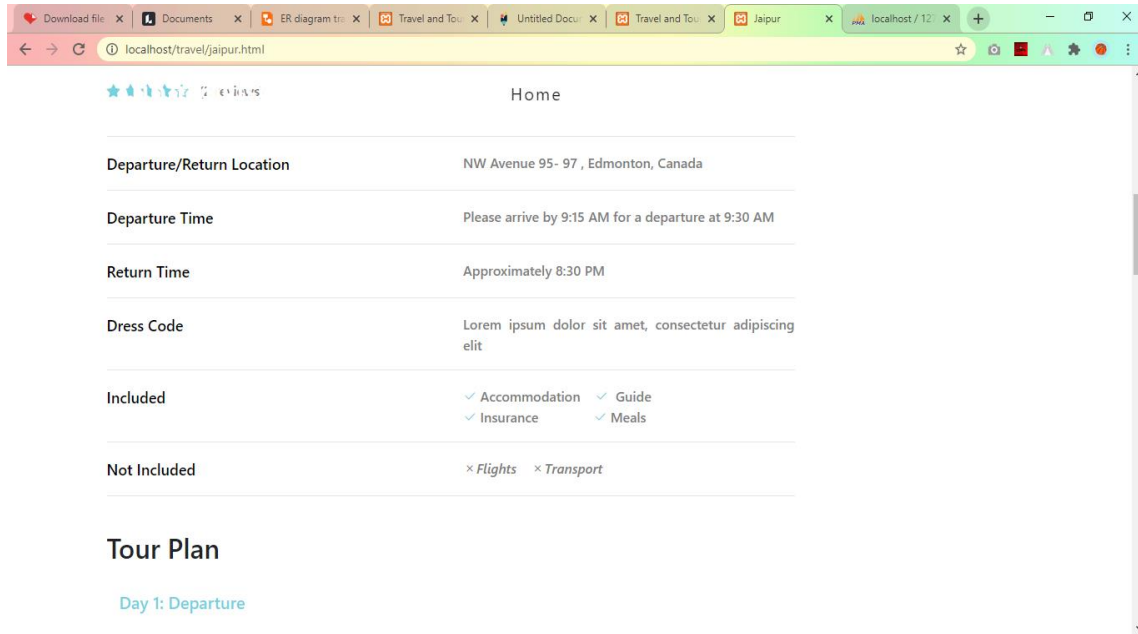 Download file
Documents
ER diagram tra
Travel and Tou
Untitled Docur
Travel and Tou
Jaipur
localhost / 127
localhost/travel/jaipur.html
Home
Departure/Return Location
NW Avenue 95- 97 , Edmonton, Canada
Departure Time
Please arrive by 9:15 AM for a departure at 9:30 AM
Return Time
Approximately 8:30 PM
Dress Code
Lorem ipsum dolor sit amet, consectetur adipiscing
elit
Included
Accommodation Guide
Insurance Meals
Not Included
× Flights × Transport
Tour Plan
Day 1: Departure